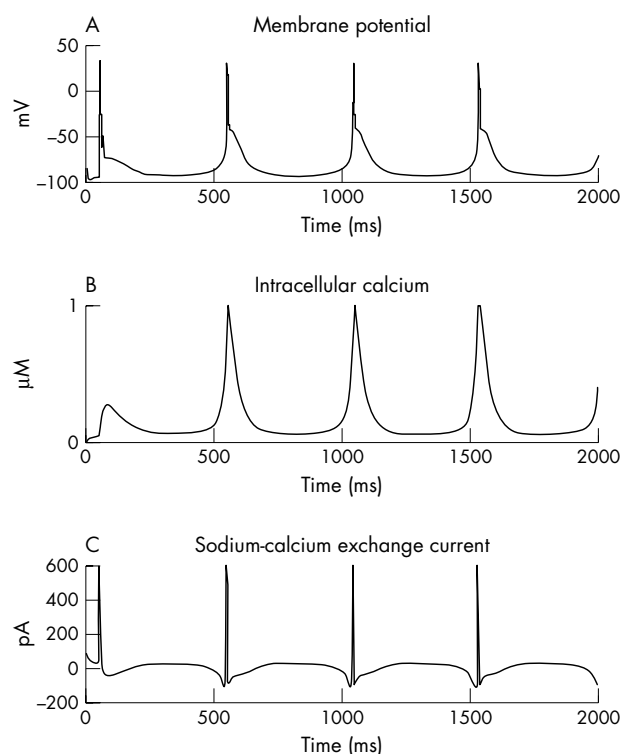 A Membrane potential
50
0
–50
–100
mV
0 500 1000 1500 2000
Time (ms)
B Intracellular calcium
1
0
µM
0 500 1000 1500 2000
Time (ms)
C Sodium-calcium exchange current
600
400
200
0
–200
pA
0 500 1000 1500 2000
Time (ms)